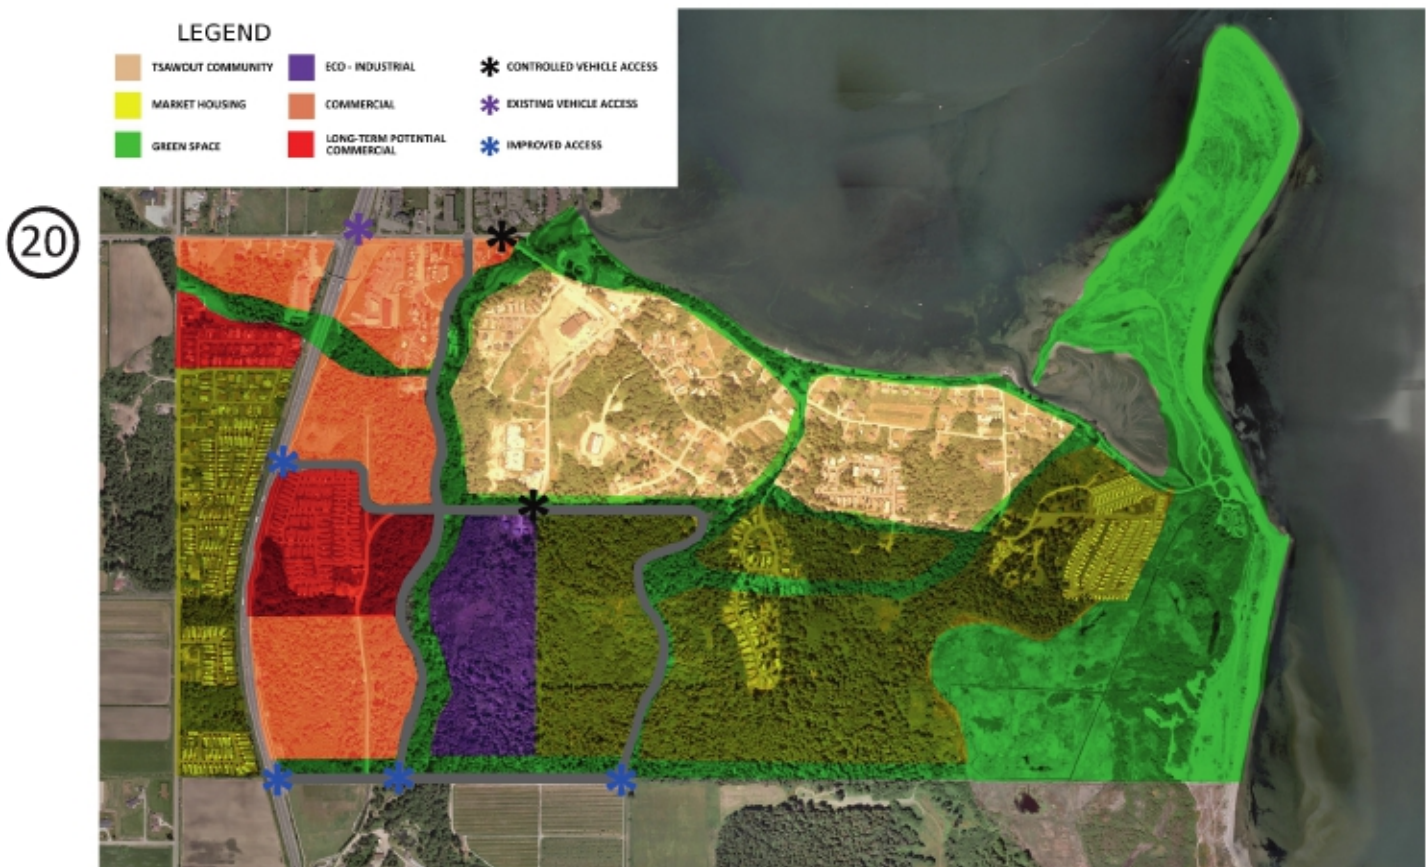 LEGEND
TSAWOUT COMMUNITY
MARKET HOUSING
GREEN SPACE
ECO - INDUSTRIAL
COMMERCIAL
LONG-TERM POTENTIAL
COMMERCIAL
CONTROLLED VEHICLE ACCESS
EXISTING VEHICLE ACCESS
IMPROVED ACCESS
20